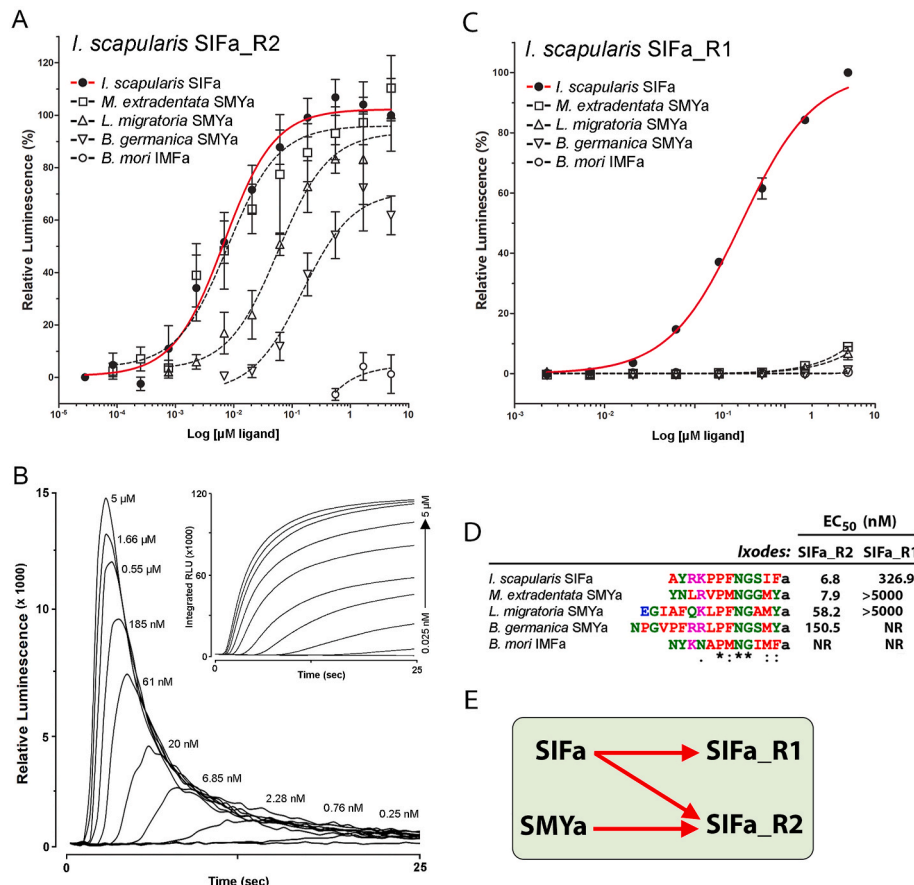 A
I. scapularis SIFa_R2
I. scapularis SIFa
M. extradentata SMYa
L. migratoria SMYa
B. germanica SMYa
B. mori IMFa
Relative Luminescence (%)
120
100
80
60
40
20
0
10-5
10-4
10-3
10-2
10-1
1
10
Log [µM ligand]
C
I. scapularis SIFa_R1
I. scapularis SIFa
M. extradentata SMYa
L. migratoria SMYa
B. germanica SMYa
B. mori IMFa
Relative Luminescence (%)
100
80
60
40
20
0
10-3
10-2
10-1
1
10
Log [µM ligand]
B
Relative Luminescence (x 1000)
15
10
5
0
5 µM
1.66 µM
0.55 µM
185 nM
61 nM
20 nM
6.85 nM
2.28 nM
0.76 nM
0.25 nM
0
25
Time (sec)
Integrated RLU (x1000)
120
60
0
0
25
Time (sec)
0.025 nM
5 µM
D
EC50 (nM)
Ixodes: SIFa_R2 SIFa_R1
I. scapularis SIFa AYRKPPFNGSIFa 6.8 326.9
M. extradentata SMYa YNLRVPMNGGMYa 7.9 >5000
L. migratoria SMYa EGIAFQKLPFNGAMYa 58.2 >5000
B. germanica SMYa NPGVPFRRLPFNGSMYa 150.5 NR
B. mori IMFa NYKNAPMNGIMFa NR NR
. *:** ::
E
SIFa SIFa_R1
SMYa SIFa_R2